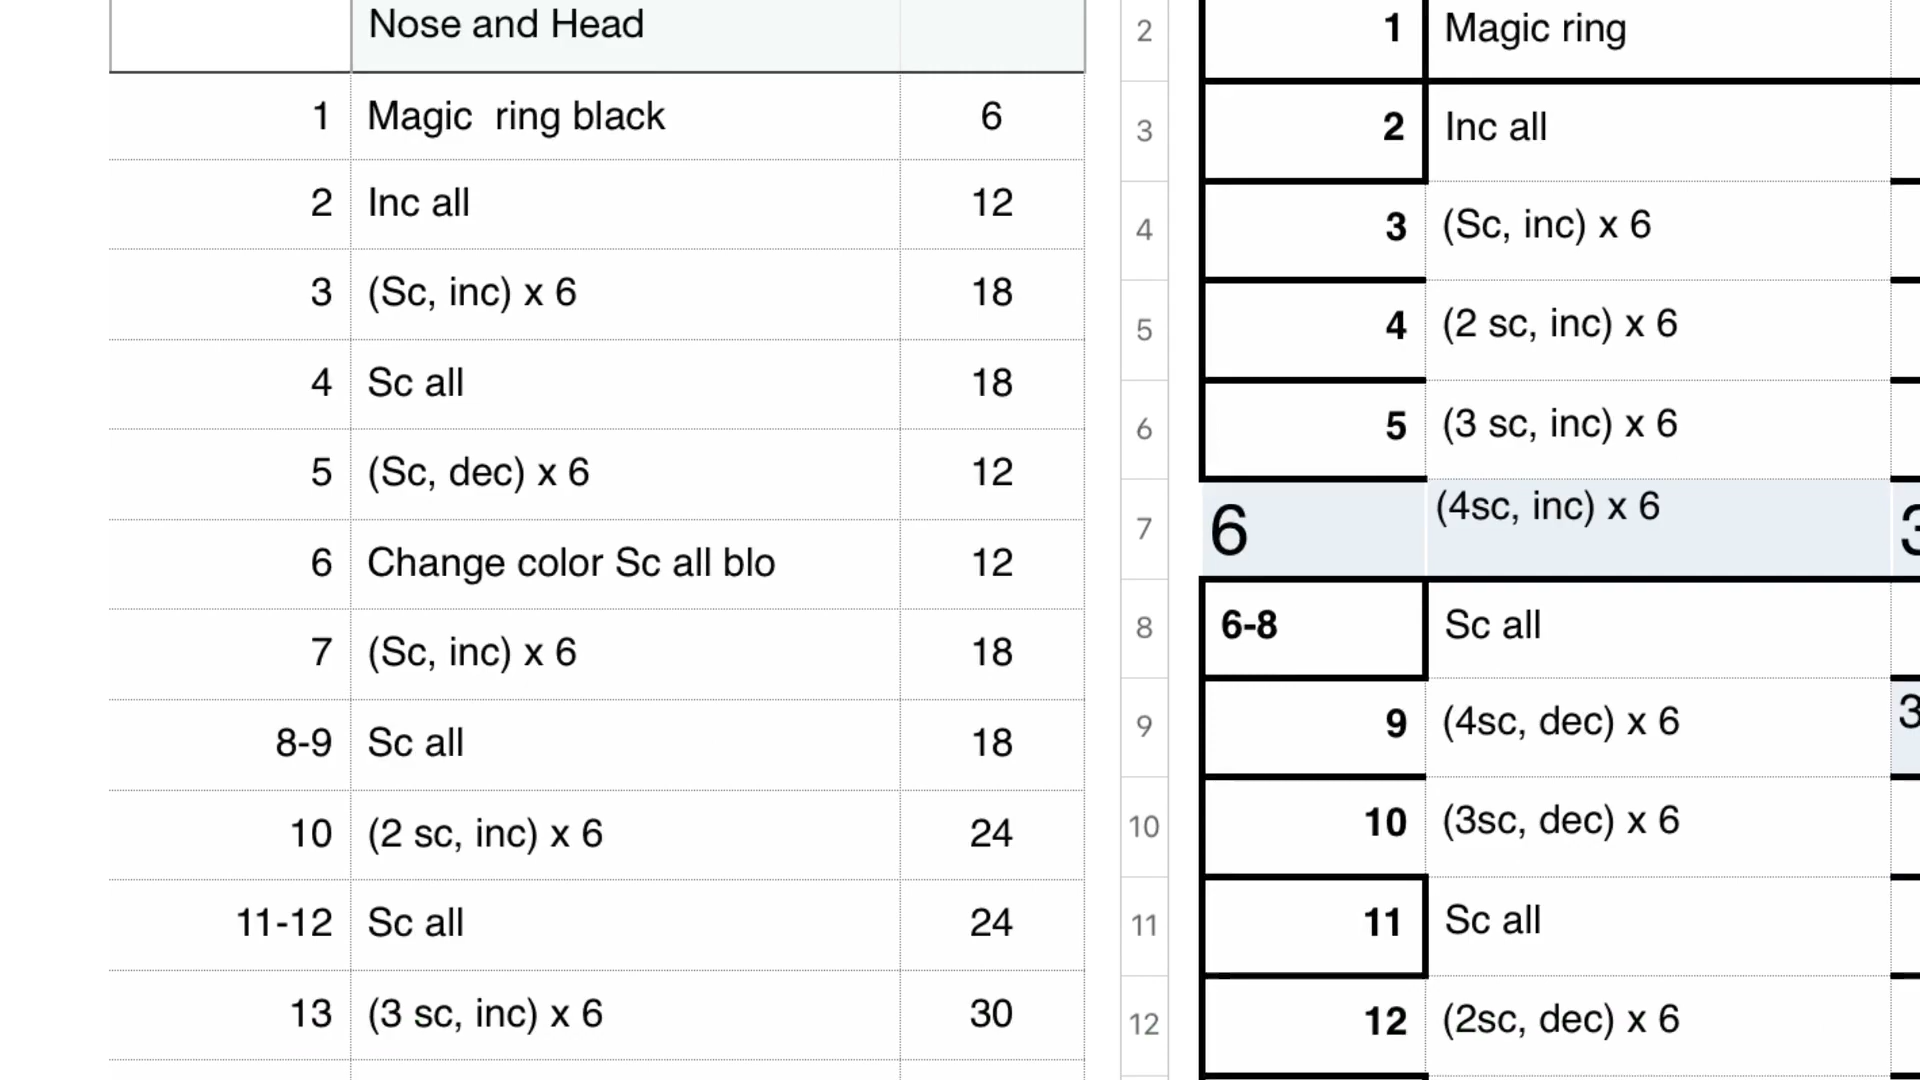 Nose and Head
1 Magic ring black 6
2 Inc all 12
3 (Sc, inc) x 6 18
4 Sc all 18
5 (Sc, dec) x 6 12
6 Change color Sc all blo 12
7 (Sc, inc) x 6 18
8-9 Sc all 18
10 (2 sc, inc) x 6 24
11-12 Sc all 24
13 (3 sc, inc) x 6 30
2 1 Magic ring
3 2 Inc all
4 3 (Sc, inc) x 6
5 4 (2 sc, inc) x 6
6 5 (3 sc, inc) x 6
7 6 (4sc, inc) x 6 3
8 6-8 Sc all
9 9 (4sc, dec) x 6 3
10 10 (3sc, dec) x 6
11 11 Sc all
12 12 (2sc, dec) x 6